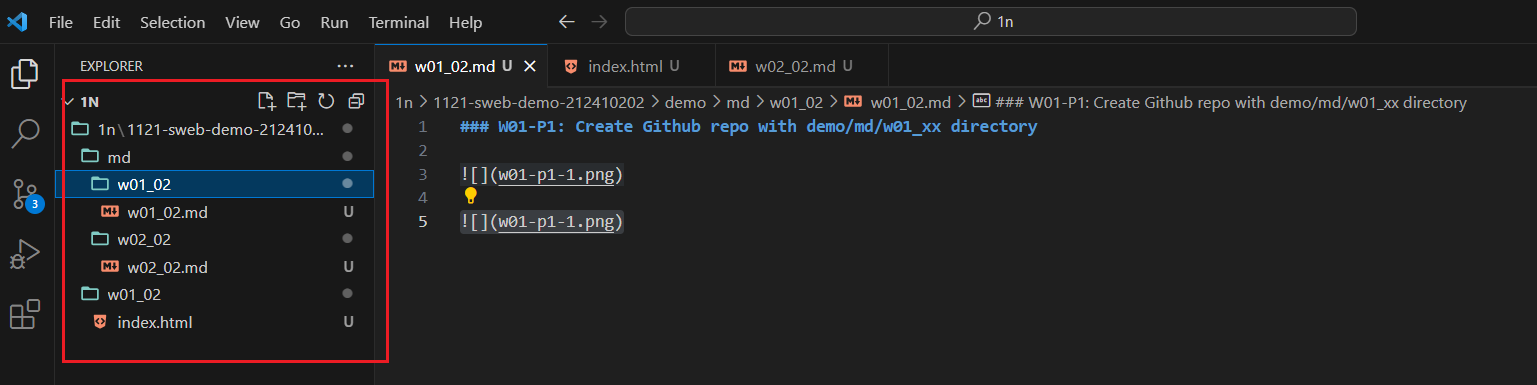 File Edit Selection View Go Run Terminal Help
1n
EXPLORER
w01_02.md U
index.html U
w02_02.md U
1N
1n > 1121-sweb-demo-212410202 > demo > md > w01_02 > w01_02.md > ### W01-P1: Create Github repo with demo/md/w01_xx directory
1n\1121-sweb-demo-212410...
md
w01_02
w01_02.md U
w02_02
w02_02.md U
w01_02
index.html U
3
1 ### W01-P1: Create Github repo with demo/md/w01_xx directory
2
3 ![](w01-p1-1.png)
4
5 ![](w01-p1-1.png)